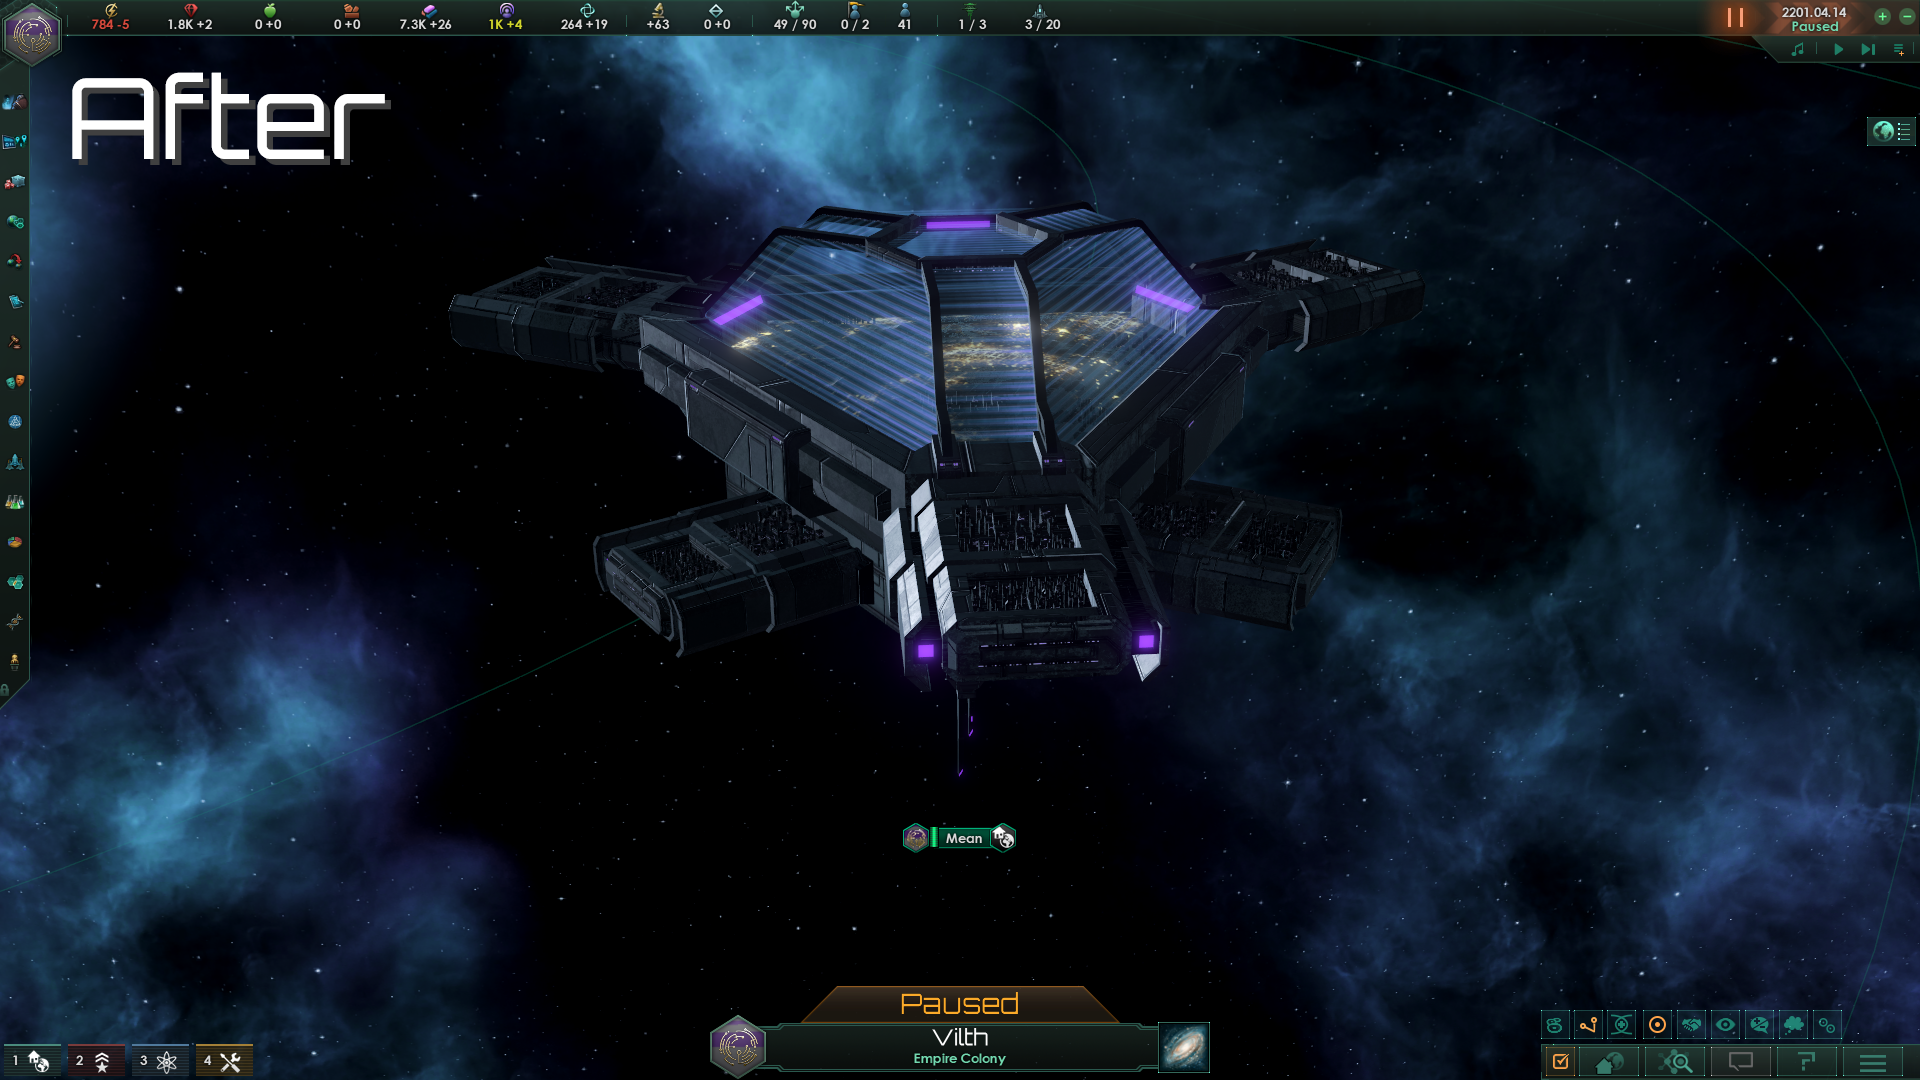 784 -5 1.8K +2 0 +0 0 +0 7.3K +26 1K +4 264 +19 +63 0 +0 49 / 90 0 / 2 41 1 / 3 3 / 20
2201.04.14
Paused
After
Mean
Paused
Vilth
Empire Colony
1 2 3 4